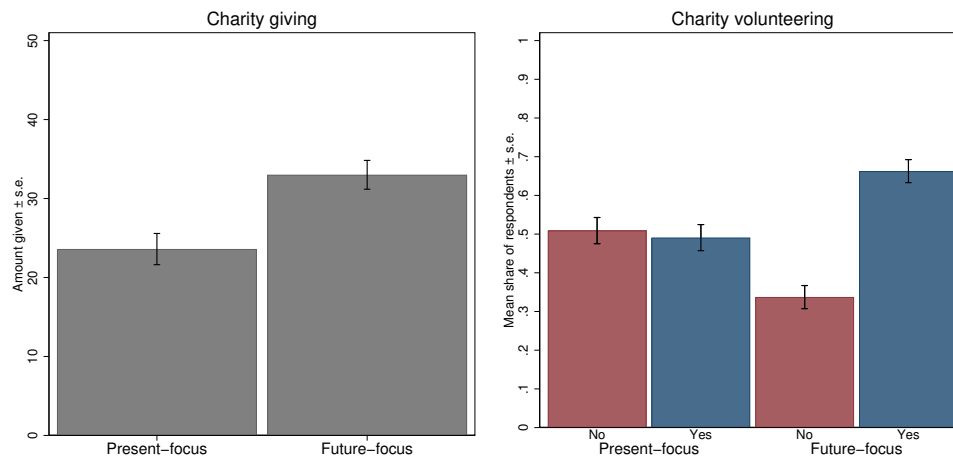 Charity giving
Amount given ± s.e.
50
40
30
20
10
0
Present−focus
Future−focus
Charity volunteering
Mean share of respondents ± s.e.
1
.9
.8
.7
.6
.5
.4
.3
.2
.1
0
No Yes No Yes
Present−focus Future−focus